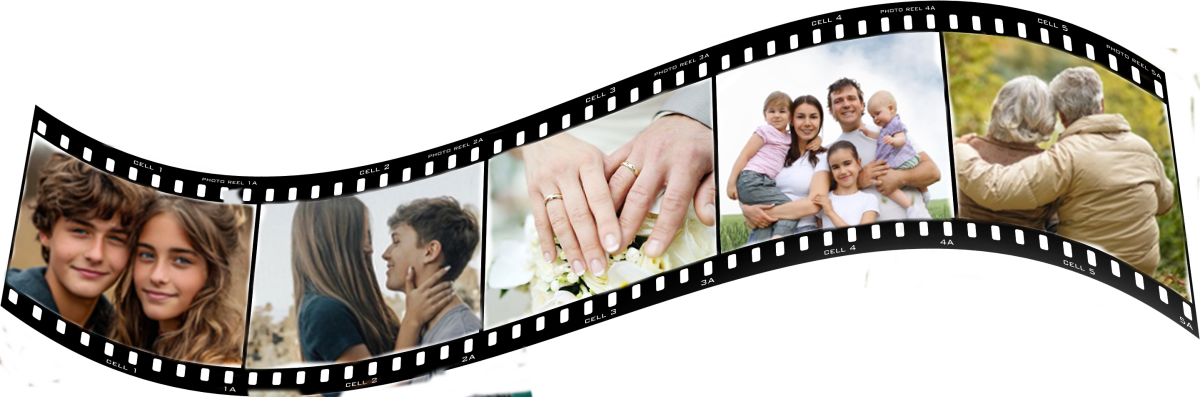 CELL 1
PHOTO REEL 1A
CELL 2
PHOTO REEL 2A
CELL 3
PHOTO REEL 3A
CELL 4
PHOTO REEL 4A
CELL 5
PHOTO REEL 5A
CELL 1
1A
CELL 2
2A
CELL 3
3A
CELL 4
4A
CELL 5
5A